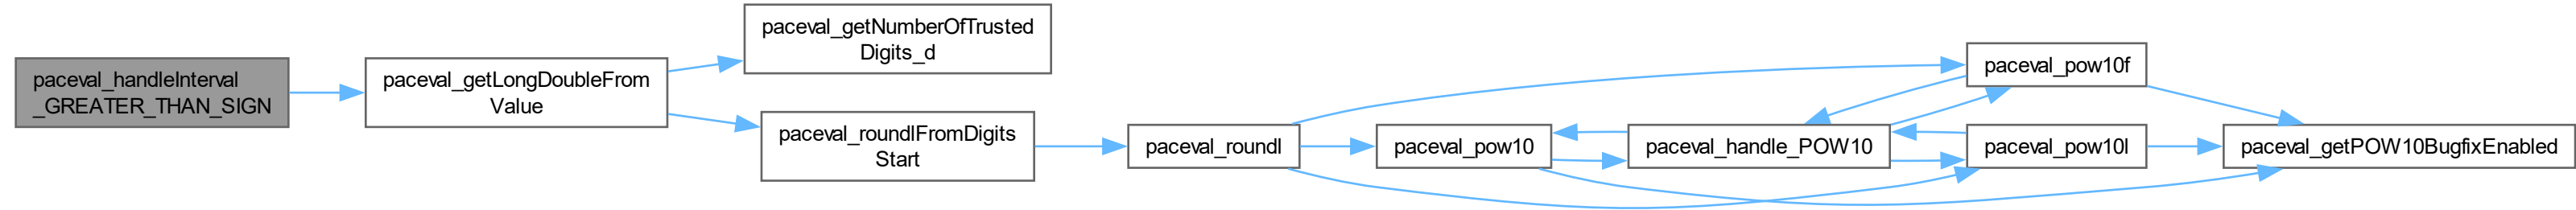 paceval_handleInterval
_GREATER_THAN_SIGN
paceval_getLongDoubleFrom
Value
paceval_getNumberOfTrusted
Digits_d
paceval_roundlFromDigits
Start
paceval_roundl
paceval_pow10
paceval_handle_POW10
paceval_pow10f
paceval_pow10l
paceval_getPOW10BugfixEnabled